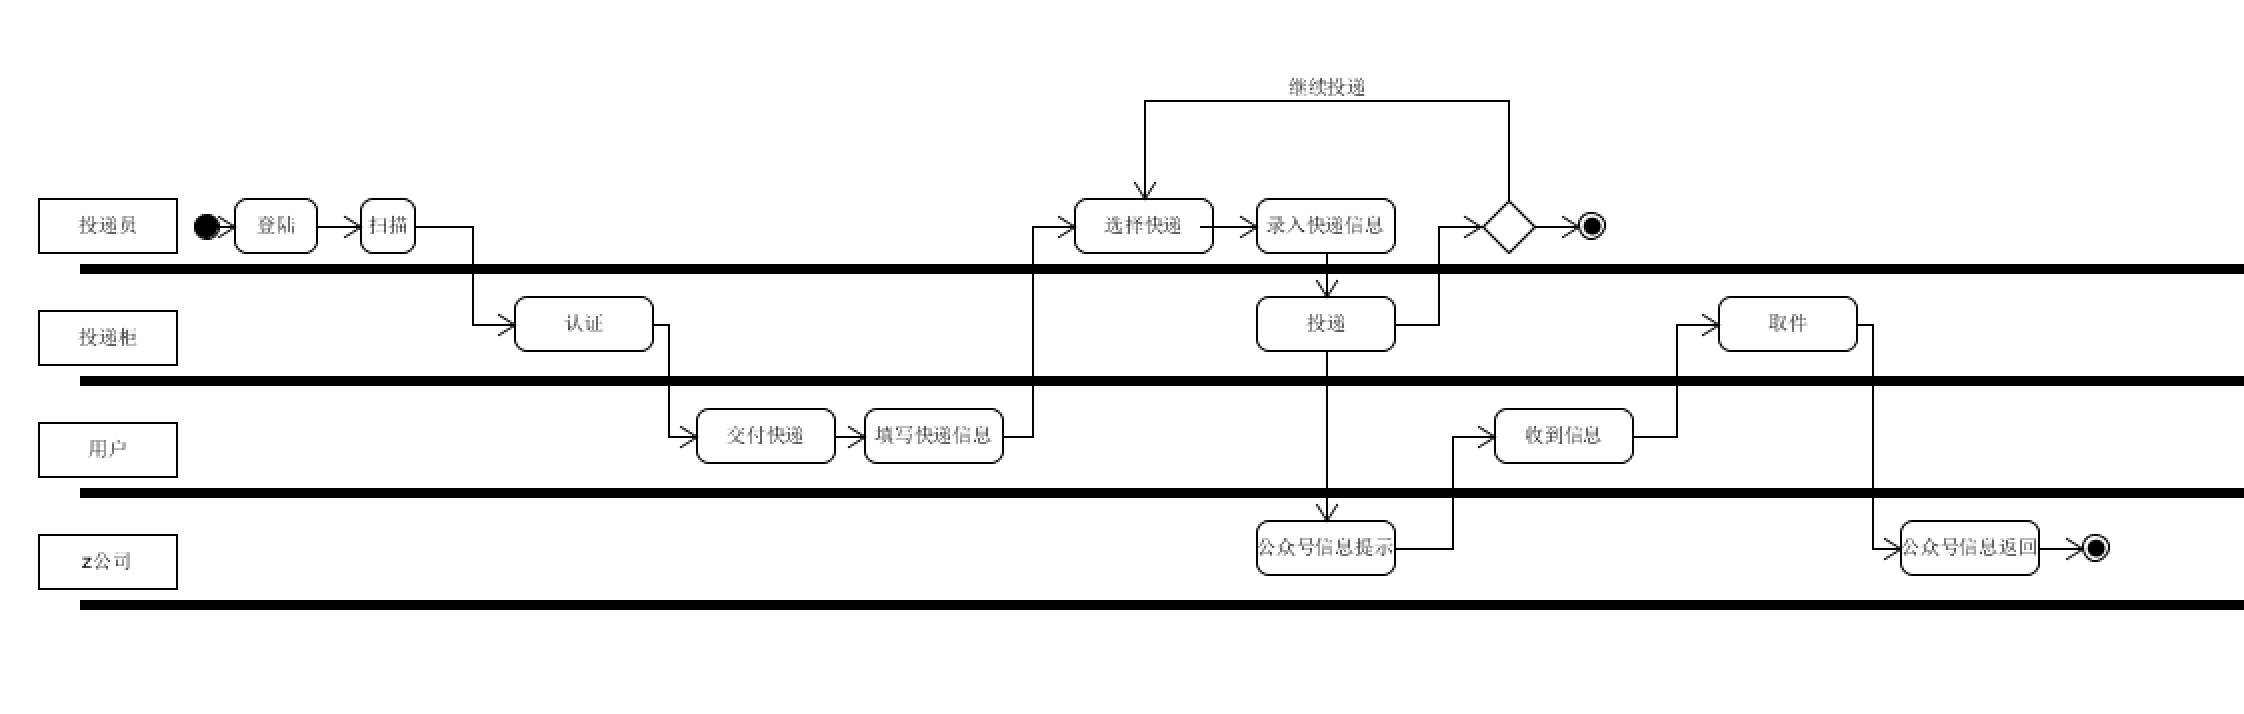 继续投递
投递员
登陆
扫描
选择快递
录入快递信息
投递柜
认证
投递
取件
用户
交付快递
填写快递信息
收到信息
z公司
公众号信息提示
公众号信息返回